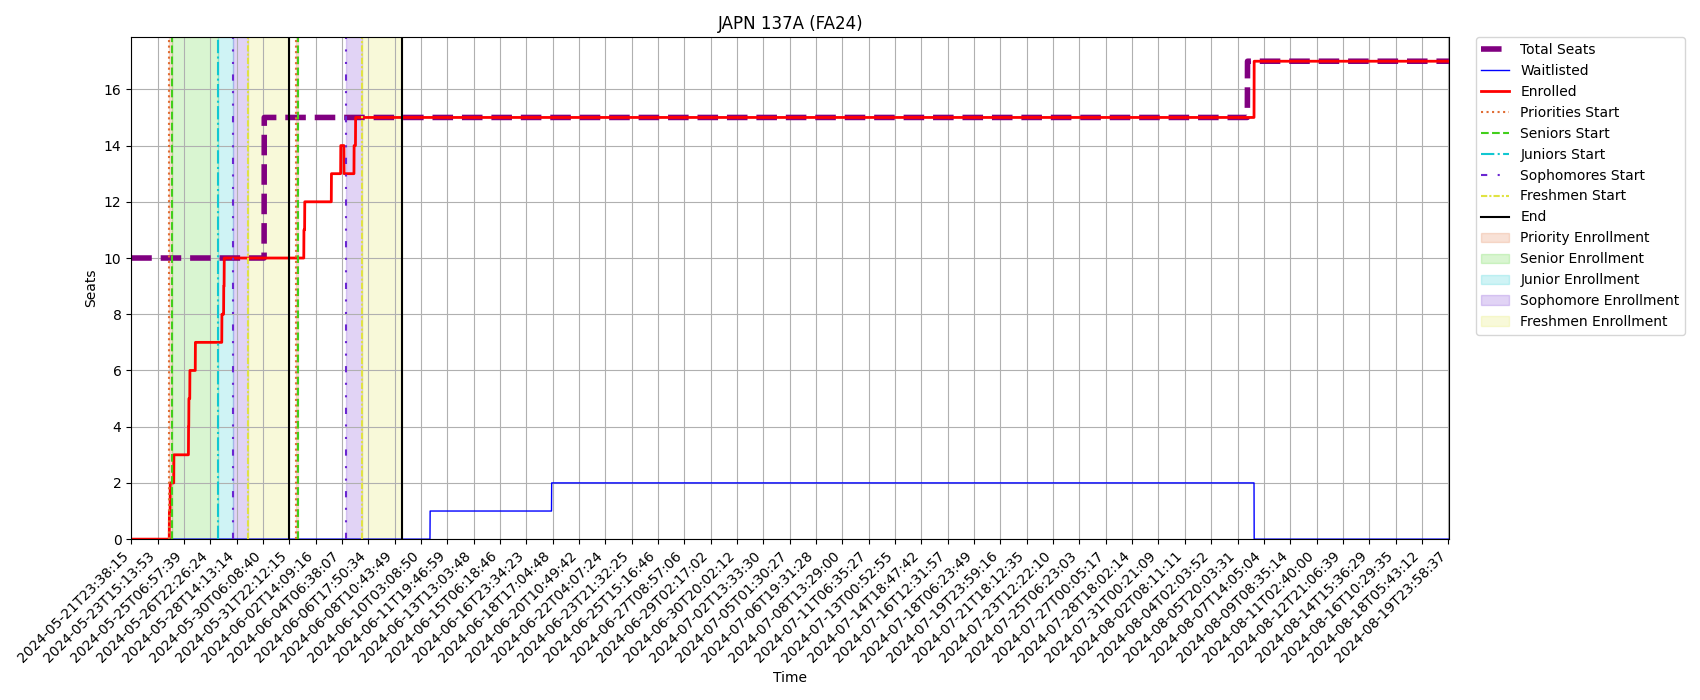 JAPN 137A (FA24)
Total Seats
Waitlisted
Enrolled
Priorities Start
Seniors Start
Juniors Start
Sophomores Start
Freshmen Start
End
Priority Enrollment
Senior Enrollment
Junior Enrollment
Sophomore Enrollment
Freshmen Enrollment
Seats
16
14
12
10
8
6
4
2
0
2024-05-21T23:38:15
2024-05-23T15:13:53
2024-05-25T06:57:39
2024-05-26T22:26:24
2024-05-28T14:13:14
2024-05-30T06:08:40
2024-05-31T22:12:15
2024-06-02T14:09:16
2024-06-04T06:38:07
2024-06-06T17:50:34
2024-06-08T10:43:49
2024-06-10T03:08:50
2024-06-11T19:46:59
2024-06-13T13:03:48
2024-06-15T06:18:46
2024-06-16T23:34:23
2024-06-18T17:04:48
2024-06-20T10:49:42
2024-06-22T04:07:24
2024-06-23T21:32:25
2024-06-25T15:16:46
2024-06-27T08:57:06
2024-06-29T02:17:02
2024-06-30T20:02:12
2024-07-02T13:33:30
2024-07-05T01:30:27
2024-07-06T19:31:28
2024-07-08T13:29:00
2024-07-11T06:35:27
2024-07-13T00:52:55
2024-07-14T18:47:42
2024-07-16T12:31:57
2024-07-18T06:23:49
2024-07-19T23:59:16
2024-07-21T18:12:35
2024-07-23T12:22:10
2024-07-25T06:23:03
2024-07-27T00:05:17
2024-07-28T18:02:14
2024-07-31T00:21:09
2024-08-02T08:11:11
2024-08-04T02:03:52
2024-08-05T20:03:31
2024-08-07T14:05:04
2024-08-09T08:35:14
2024-08-11T02:40:00
2024-08-12T21:06:39
2024-08-14T15:36:29
2024-08-16T10:29:35
2024-08-18T05:43:12
2024-08-19T23:58:37
Time